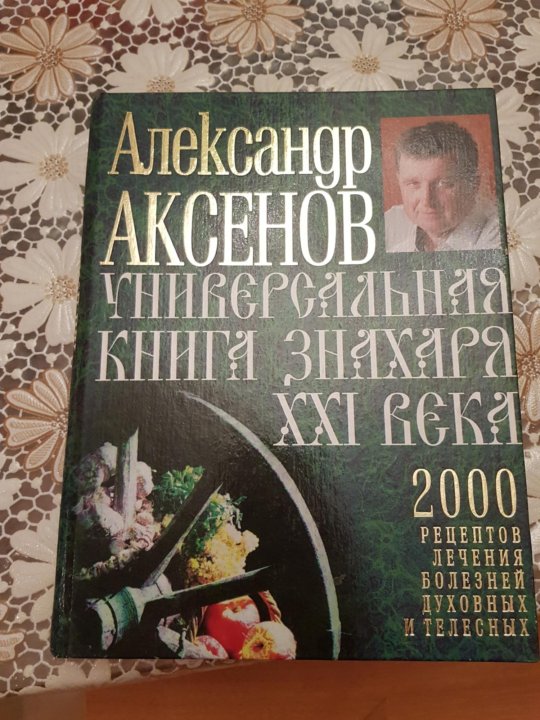 Александр
АКСЕНОВ
УНИВЕРСАЛЬНАЯ
КНИГА ЗНАХАРЯ
XXI ВЕКА
2000
РЕЦЕПТОВ
ЛЕЧЕНИЯ
БОЛЕЗНЕЙ
ДУХОВНЫХ
И ТЕЛЕСНЫХ